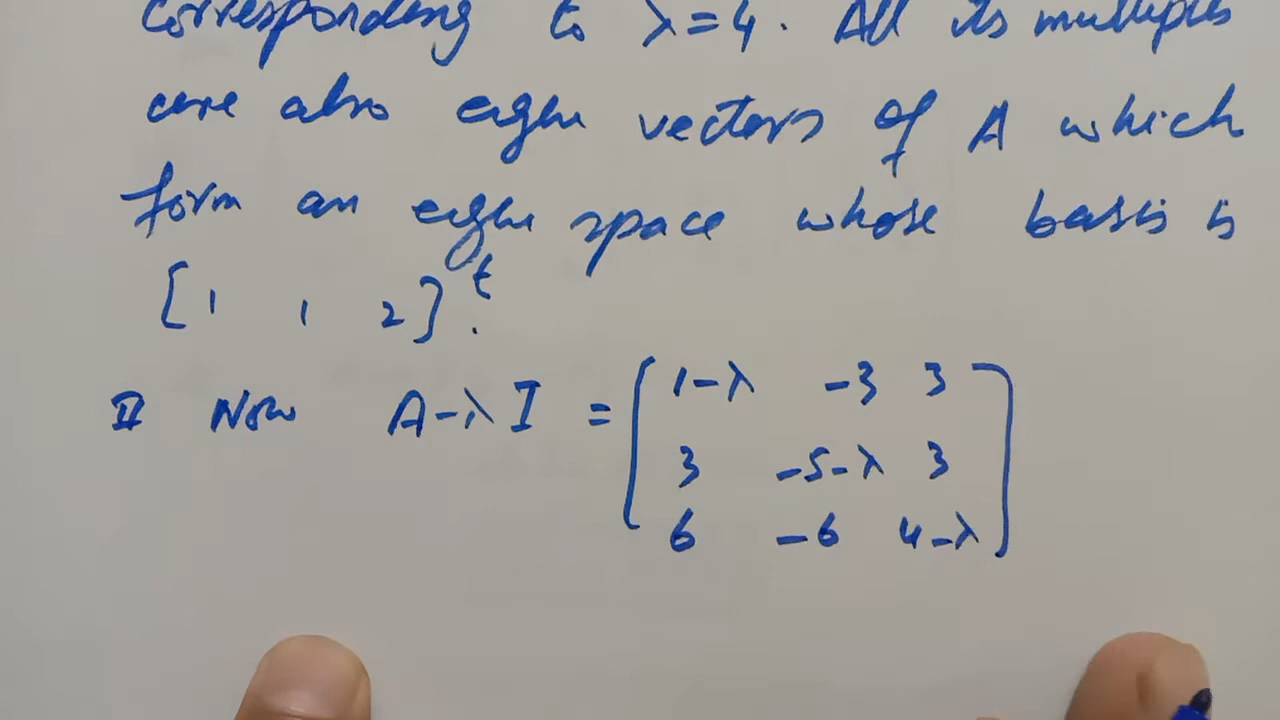 Corresponding to λ=4. All its multiples
are also eigen vectors of A which
form an eigen space whose basis is
[1 1 2]ᵗ.
II Now A-λI = [1-λ -3 3
3 -5-λ 3
6 -6 4-λ]